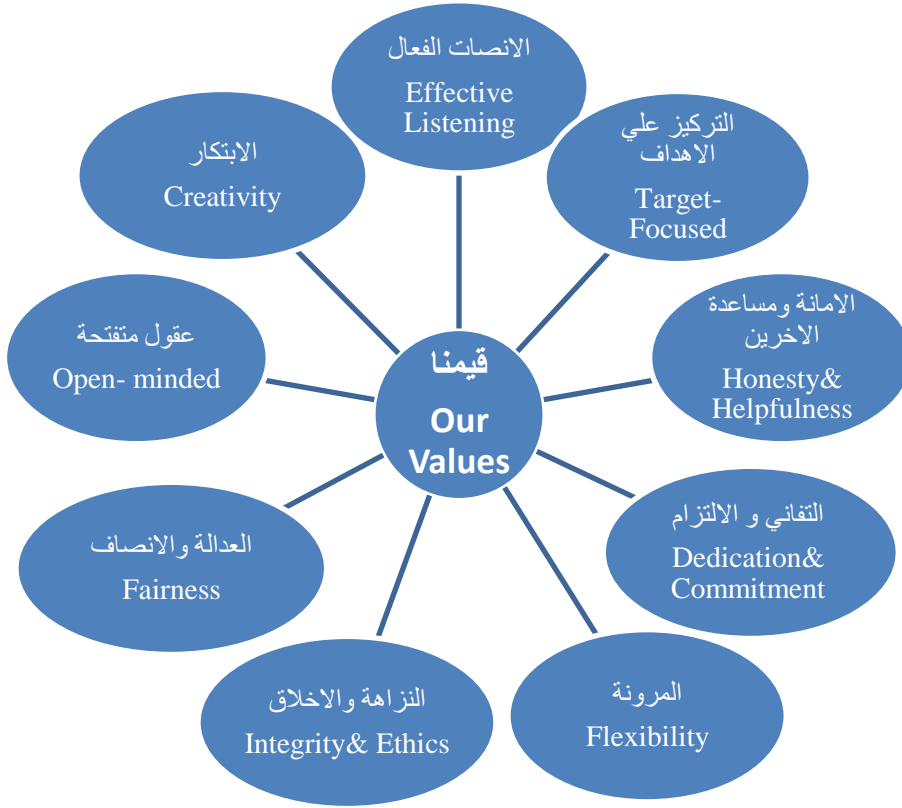 الانصات الفعال
Effective
Listening
التركيز علي
الاهداف
Target-
Focused
الامانة ومساعدة
الاخرين
Honesty&
Helpfulness
التفاني و الالتزام
Dedication&
Commitment
المرونة
Flexibility
النزاهة والاخلاق
Integrity& Ethics
العدالة والانصاف
Fairness
عقول متفتحة
Open- minded
الابتكار
Creativity
قيمنا
Our
Values